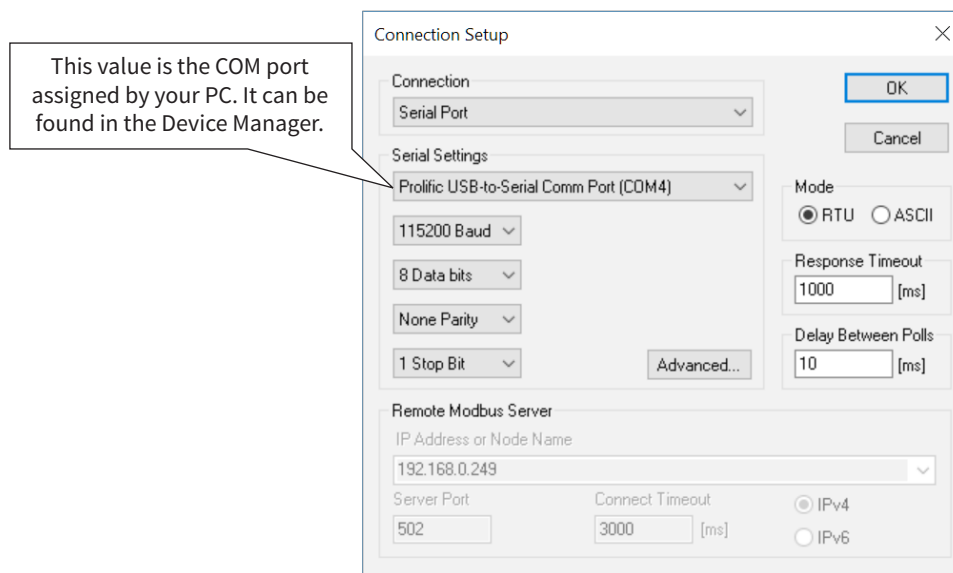 Connection Setup
This value is the COM port
assigned by your PC. It can be
found in the Device Manager.
Connection
Serial Port
OK
Cancel
Serial Settings
Prolific USB-to-Serial Comm Port (COM4)
115200 Baud
8 Data bits
None Parity
1 Stop Bit
Advanced...
Mode
RTU ASCII
Response Timeout
1000 [ms]
Delay Between Polls
10 [ms]
Remote Modbus Server
IP Address or Node Name
192.168.0.249
Server Port
502
Connect Timeout
3000 [ms]
IPv4
IPv6